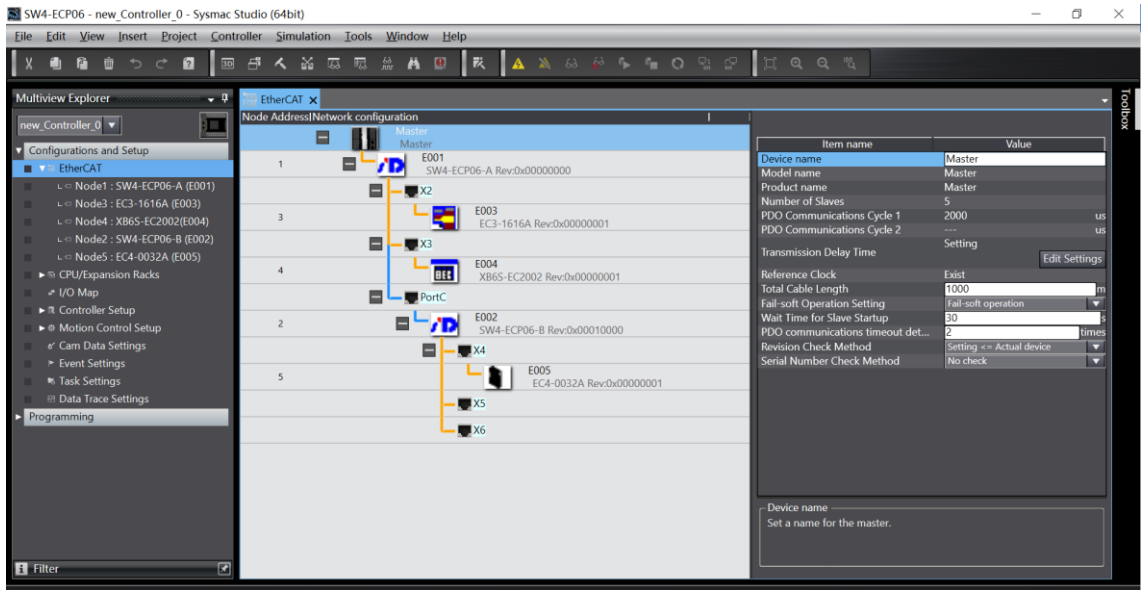 SW4-ECP06 - new_Controller_0 - Sysmac Studio (64bit)
File Edit View Insert Project Controller Simulation Tools Window Help
Multiview Explorer
new_Controller_0
Configurations and Setup
EtherCAT
Node1 : SW4-ECP06-A (E001)
Node3 : EC3-1616A (E003)
Node4 : XB6S-EC2002(E004)
Node2 : SW4-ECP06-B (E002)
Node5 : EC4-0032A (E005)
CPU/Expansion Racks
I/O Map
Controller Setup
Motion Control Setup
Cam Data Settings
Event Settings
Task Settings
Data Trace Settings
Programming
Filter
EtherCAT
Node Address Network configuration
Master
Master
1 E001
SW4-ECP06-A Rev:0x00000000
X2
3 E003
EC3-1616A Rev:0x00000001
X3
4 E004
XB6S-EC2002 Rev:0x00000001
PortC
2 E002
SW4-ECP06-B Rev:0x00010000
X4
5 E005
EC4-0032A Rev:0x00000001
X5
X6
Item name Value
Device name Master
Model name Master
Product name Master
Number of Slaves 5
PDO Communications Cycle 1 2000 us
PDO Communications Cycle 2 --- us
Transmission Delay Time Setting
Edit Settings
Reference Clock Exist
Total Cable Length 1000 m
Fail-soft Operation Setting Fail-soft operation
Wait Time for Slave Startup 30 s
PDO communications timeout det... 2 times
Revision Check Method Setting <= Actual device
Serial Number Check Method No check
Device name
Set a name for the master.
Toolbox